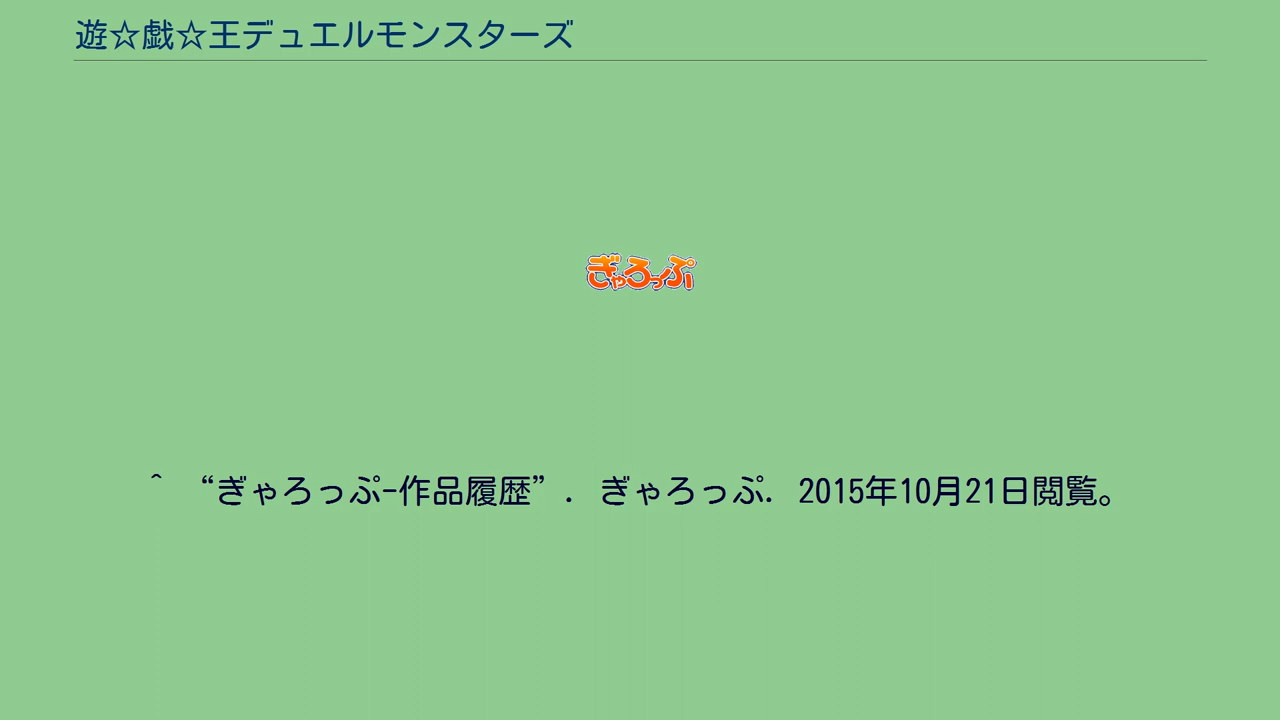 遊☆戯☆王デュエルモンスターズ
ぎゃろっぷ
^ “ぎゃろっぷ-作品履歴”. ぎゃろっぷ. 2015年10月21日閲覧。